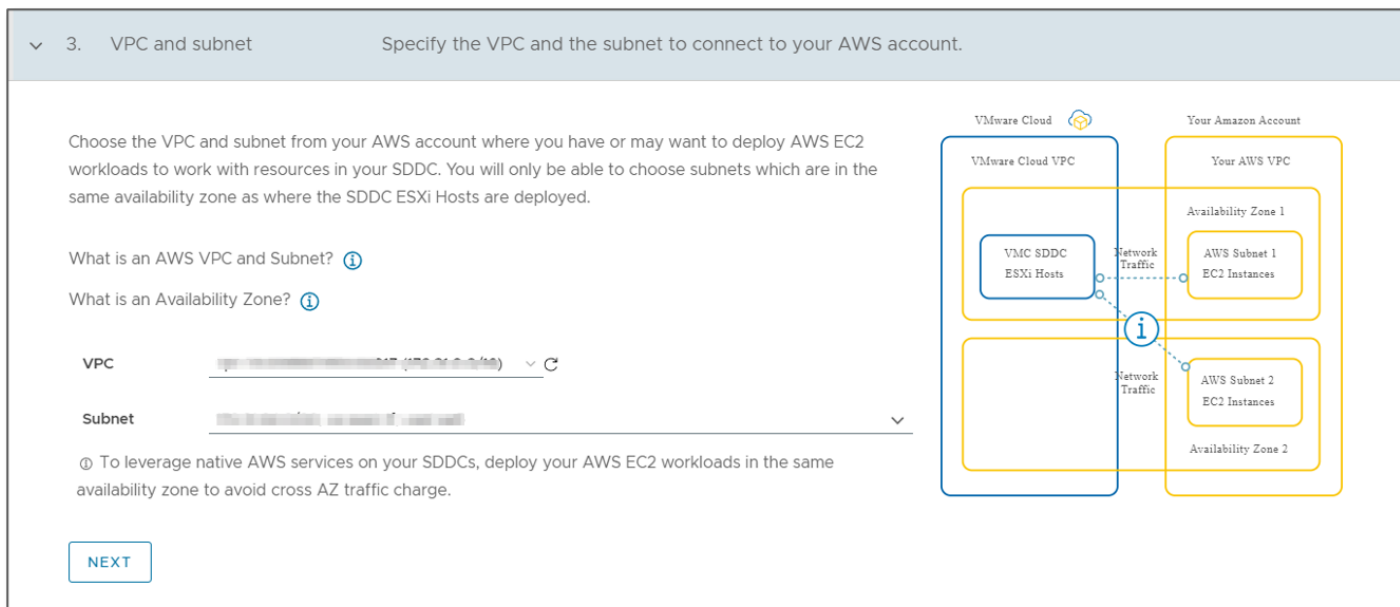 3. VPC and subnet Specify the VPC and the subnet to connect to your AWS account.
Choose the VPC and subnet from your AWS account where you have or may want to deploy AWS EC2
workloads to work with resources in your SDDC. You will only be able to choose subnets which are in the
same availability zone as where the SDDC ESXi Hosts are deployed.
What is an AWS VPC and Subnet?
What is an Availability Zone?
VPC
Subnet
To leverage native AWS services on your SDDCs, deploy your AWS EC2 workloads in the same
availability zone to avoid cross AZ traffic charge.
NEXT
VMware Cloud
Your Amazon Account
VMware Cloud VPC
Your AWS VPC
Availability Zone 1
VMC SDDC
ESXi Hosts
Network
Traffic
AWS Subnet 1
EC2 Instances
Network
Traffic
AWS Subnet 2
EC2 Instances
Availability Zone 2